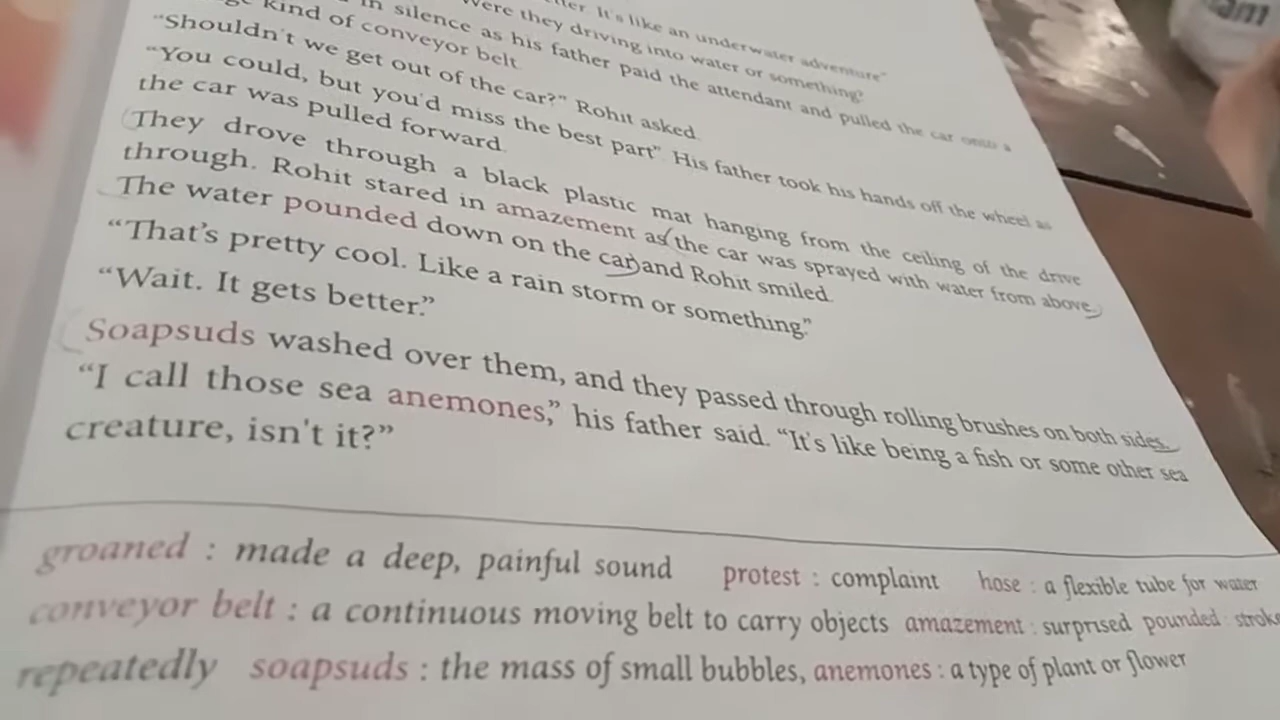 It's like an underwater adventure"
Were they driving into water or something?
in silence as his father paid the attendant and pulled the car onto a
kind of conveyor belt.
"Shouldn't we get out of the car?" Rohit asked.
"You could, but you'd miss the best part". His father took his hands off the wheel as
the car was pulled forward.
They drove through a black plastic mat hanging from the ceiling of the drive
through. Rohit stared in amazement as the car was sprayed with water from above.
The water pounded down on the car and Rohit smiled.
"That's pretty cool. Like a rain storm or something."
"Wait. It gets better."
Soapsuds washed over them, and they passed through rolling brushes on both sides.
"I call those sea anemones," his father said. "It's like being a fish or some other sea
creature, isn't it?"
groaned : made a deep, painful sound protest : complaint hose : a flexible tube for water
conveyor belt : a continuous moving belt to carry objects amazement : surprised pounded : stroke
repeatedly soapsuds : the mass of small bubbles, anemones : a type of plant or flower